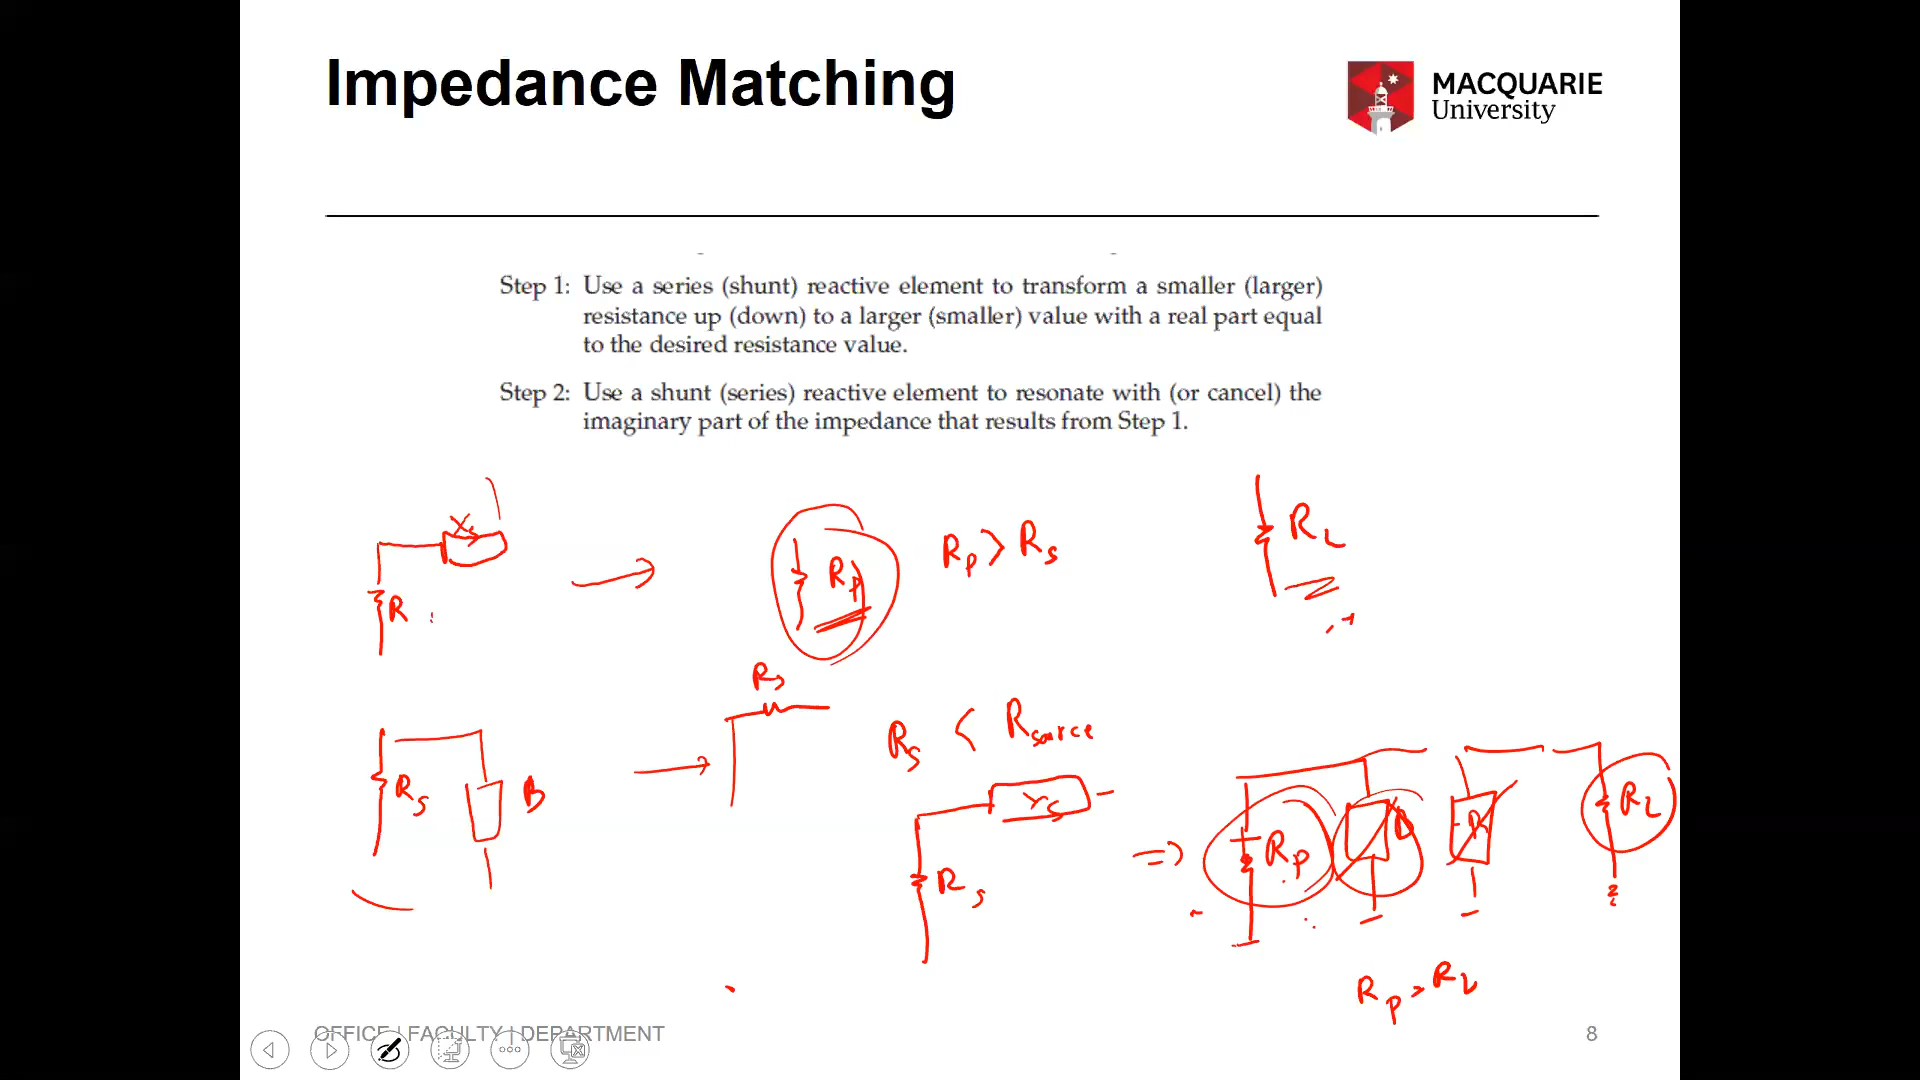 Impedance Matching
MACQUARIE
University
Step 1: Use a series (shunt) reactive element to transform a smaller (larger)
resistance up (down) to a larger (smaller) value with a real part equal
to the desired resistance value.
Step 2: Use a shunt (series) reactive element to resonate with (or cancel) the
imaginary part of the impedance that results from Step 1.
Xs
R
Rp
Rp > Rs
RL
Rs
Rs
B
Rs < Rsource
Xs
Rs
=>
Rp
RL
OFFICE | FACULTY | DEPARTMENT
8